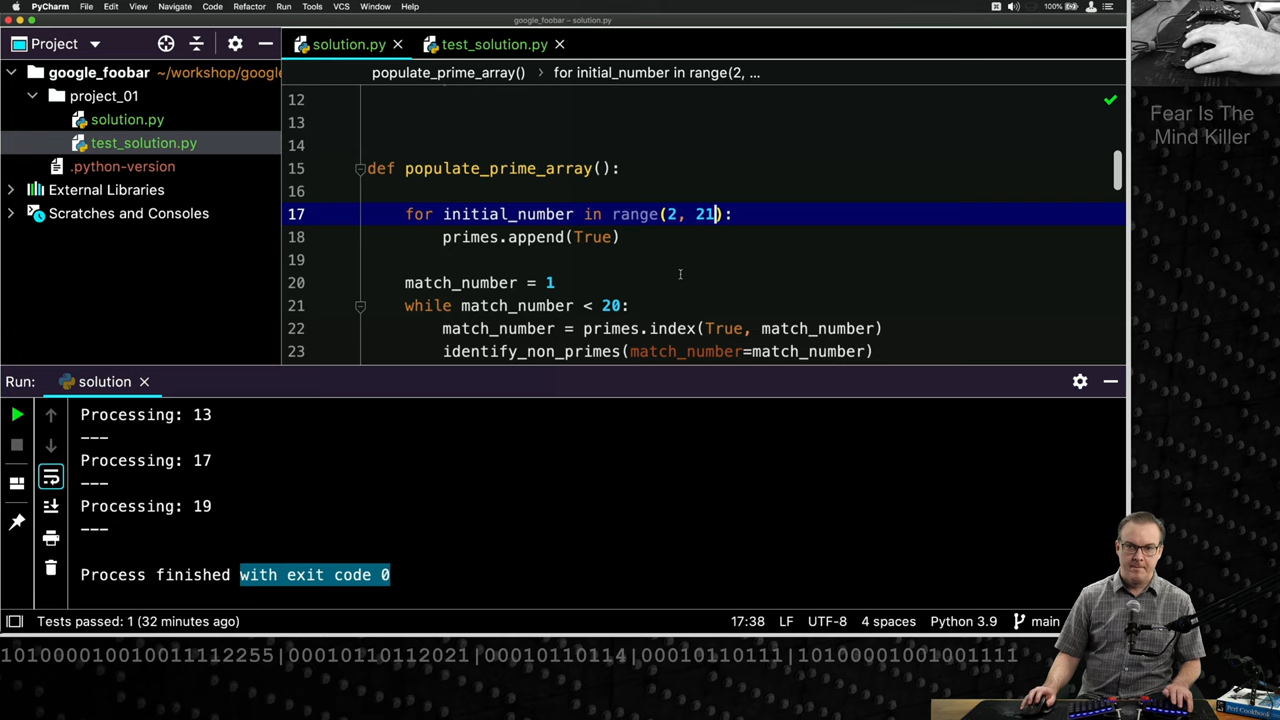 PyCharm File Edit View Navigate Code Refactor Run Tools VCS Window Help 100%
google_foobar – solution.py
Project
solution.py
test_solution.py
google_foobar ~/workshop/google
populate_prime_array() › for initial_number in range(2, ...
project_01
solution.py
test_solution.py
.python-version
External Libraries
Scratches and Consoles
12
13
14
15 def populate_prime_array():
16
17 for initial_number in range(2, 21):
18 primes.append(True)
19
20 match_number = 1
21 while match_number < 20:
22 match_number = primes.index(True, match_number)
23 identify_non_primes(match_number=match_number)
Fear Is The
Mind Killer
Run: solution
Processing: 13
---
Processing: 17
---
Processing: 19
---
Process finished with exit code 0
Tests passed: 1 (32 minutes ago) 17:38 LF UTF-8 4 spaces Python 3.9 main
Perl Cookbook